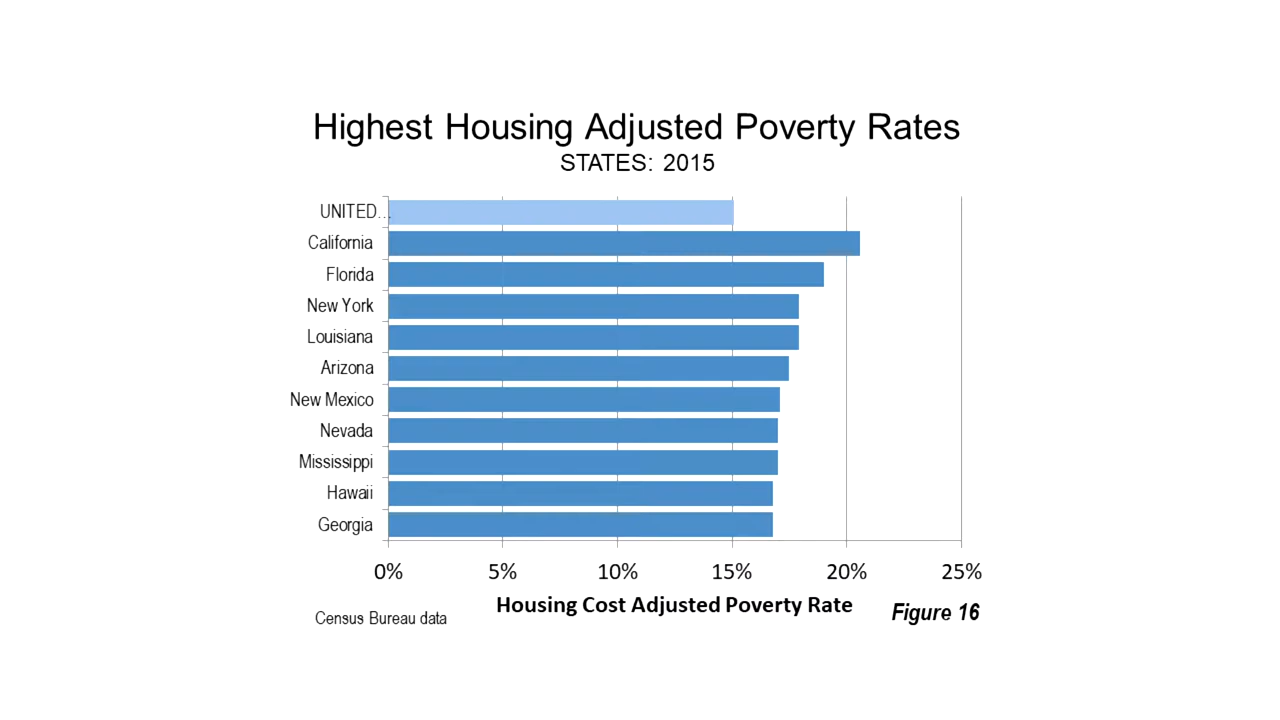 Highest Housing Adjusted Poverty Rates
STATES: 2015
UNITED...
California
Florida
New York
Louisiana
Arizona
New Mexico
Nevada
Mississippi
Hawaii
Georgia
0% 5% 10% 15% 20% 25%
Housing Cost Adjusted Poverty Rate
Figure 16
Census Bureau data